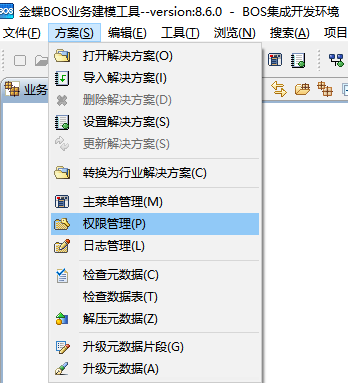 BOS 金蝶BOS业务建模工具--version:8.6.0 - BOS集成开发环境
文件(F) 方案(S) 编辑(E) 工具(T) 浏览(N) 搜索(A) 项目
业务
打开解决方案(O)
导入解决方案(I)
删除解决方案(D)
设置解决方案(S)
更新解决方案(S)
转换为行业解决方案(C)
主菜单管理(M)
权限管理(P)
日志管理(L)
检查元数据(C)
检查数据表(T)
解压元数据(Z)
升级元数据片段(G)
升级元数据(A)